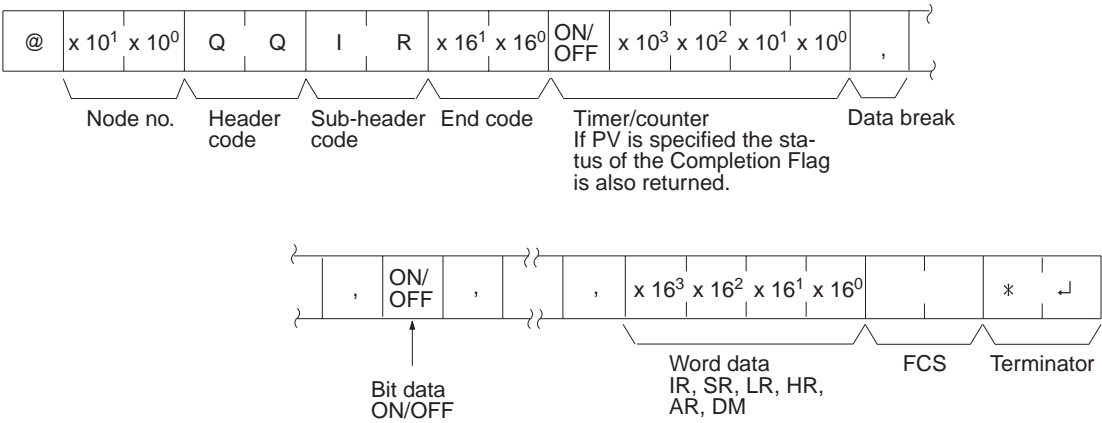 @ x 10¹ x 10⁰ Q Q I R x 16¹ x 16⁰ ON/OFF x 10³ x 10² x 10¹ x 10⁰ ,
Node no.
Header
code
Sub-header
code
End code
Timer/counter
If PV is specified the sta-
tus of the Completion Flag
is also returned.
Data break
, ON/OFF , , x 16³ x 16² x 16¹ x 16⁰ * ↵
Bit data
ON/OFF
Word data
IR, SR, LR, HR,
AR, DM
FCS
Terminator